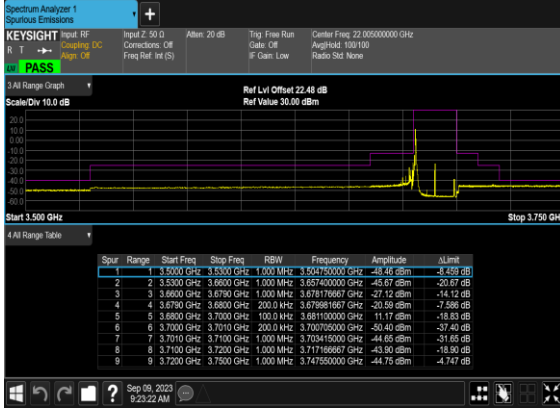 Spectrum Analyzer 1
Spurious Emissions
+
KEYSIGHT Input: RF Input Z: 50 Ω Atten: 20 dB Trig: Free Run Center Freq: 22.005000000 GHz
R T Coupling: DC Corrections: Off Gate: Off Avg|Hold: 100/100
Align: Off Freq Ref: Int (S) IF Gain: Low Radio Std: None
PASS
3 All Range Graph
Ref Lvl Offset 22.48 dB
Scale/Div 10.0 dB Ref Value 30.00 dBm
20.0
10.0
0.00
-10.0
-20.0
-30.0
-40.0
-50.0
-60.0
Start 3.500 GHz Stop 3.750 GH
4 All Range Table
Spur Range Start Freq Stop Freq RBW Frequency Amplitude ΔLimit
1 1 3.5000 GHz 3.5300 GHz 1.000 MHz 3.504750000 GHz -48.46 dBm -8.459 dB
2 2 3.5300 GHz 3.6600 GHz 1.000 MHz 3.657400000 GHz -45.67 dBm -20.67 dB
3 3 3.6600 GHz 3.6790 GHz 1.000 MHz 3.678176667 GHz -27.12 dBm -14.12 dB
4 4 3.6790 GHz 3.6800 GHz 200.0 kHz 3.679981667 GHz -20.59 dBm -7.586 dB
5 5 3.6800 GHz 3.7000 GHz 100.0 kHz 3.681100000 GHz 11.17 dBm -18.83 dB
6 6 3.7000 GHz 3.7010 GHz 200.0 kHz 3.700705000 GHz -50.40 dBm -37.40 dB
7 7 3.7010 GHz 3.7100 GHz 1.000 MHz 3.703415000 GHz -44.65 dBm -31.65 dB
8 8 3.7100 GHz 3.7200 GHz 1.000 MHz 3.717166667 GHz -43.90 dBm -18.90 dB
9 9 3.7200 GHz 3.7500 GHz 1.000 MHz 3.747550000 GHz -44.75 dBm -4.747 dB
? Sep 09, 2023
9:23:22 AM